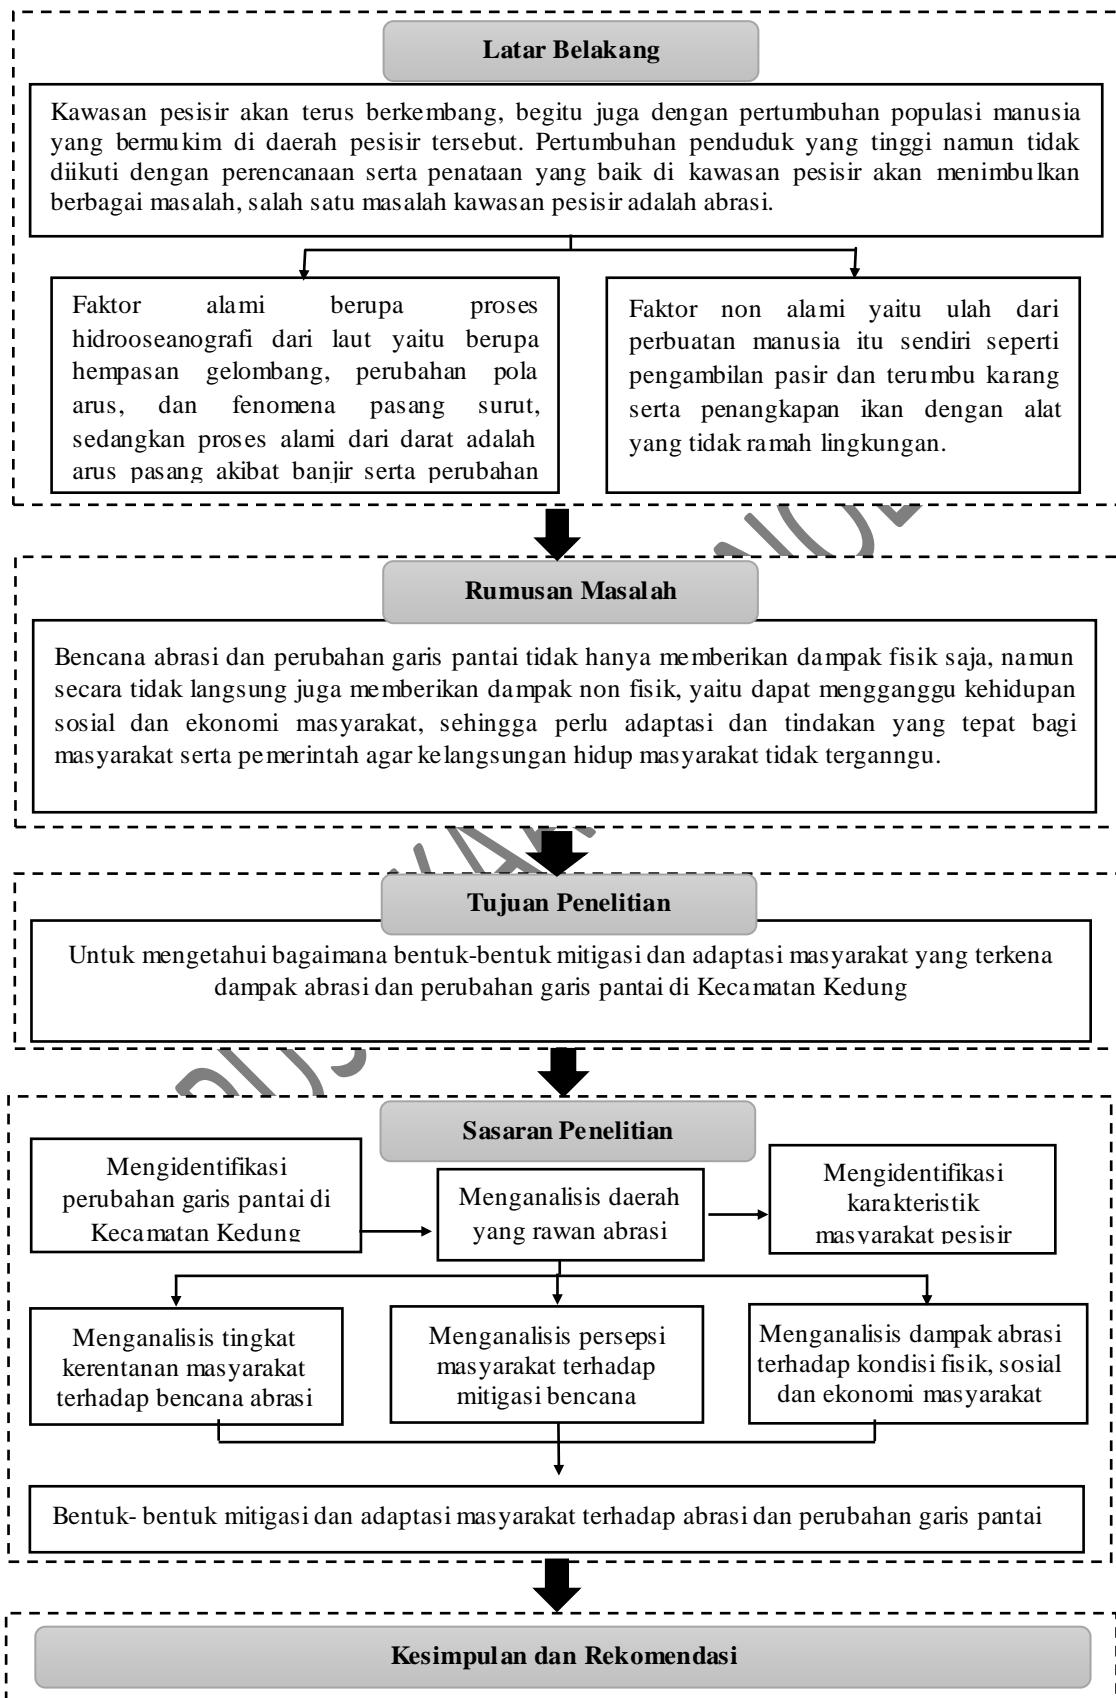 Latar Belakang
Kawasan pesisir akan terus berkembang, begitu juga dengan pertumbuhan populasi manusia
yang bermukim di daerah pesisir tersebut. Pertumbuhan penduduk yang tinggi namun tidak
diikuti dengan perencanaan serta penataan yang baik di kawasan pesisir akan menimbulkan
berbagai masalah, salah satu masalah kawasan pesisir adalah abrasi.
Faktor alami berupa proses
hidrooseanografi dari laut yaitu berupa
hempasan gelombang, perubahan pola
arus, dan fenomena pasang surut,
sedangkan proses alami dari darat adalah
arus pasang akibat banjir serta perubahan
Faktor non alami yaitu ulah dari
perbuatan manusia itu sendiri seperti
pengambilan pasir dan terumbu karang
serta penangkapan ikan dengan alat
yang tidak ramah lingkungan.
Rumusan Masalah
Bencana abrasi dan perubahan garis pantai tidak hanya memberikan dampak fisik saja, namun
secara tidak langsung juga memberikan dampak non fisik, yaitu dapat mengganggu kehidupan
sosial dan ekonomi masyarakat, sehingga perlu adaptasi dan tindakan yang tepat bagi
masyarakat serta pemerintah agar kelangsungan hidup masyarakat tidak terganngu.
Tujuan Penelitian
Untuk mengetahui bagaimana bentuk-bentuk mitigasi dan adaptasi masyarakat yang terkena
dampak abrasi dan perubahan garis pantai di Kecamatan Kedung
Sasaran Penelitian
Mengidentifikasi
perubahan garis pantai di
Kecamatan Kedung
Menganalisis daerah
yang rawan abrasi
Mengidentifikasi
karakteristik
masyarakat pesisir
Menganalisis tingkat
kerentanan masyarakat
terhadap bencana abrasi
Menganalisis persepsi
masyarakat terhadap
mitigasi bencana
Menganalisis dampak abrasi
terhadap kondisi fisik, sosial
dan ekonomi masyarakat
Bentuk- bentuk mitigasi dan adaptasi masyarakat terhadap abrasi dan perubahan garis pantai
Kesimpulan dan Rekomendasi